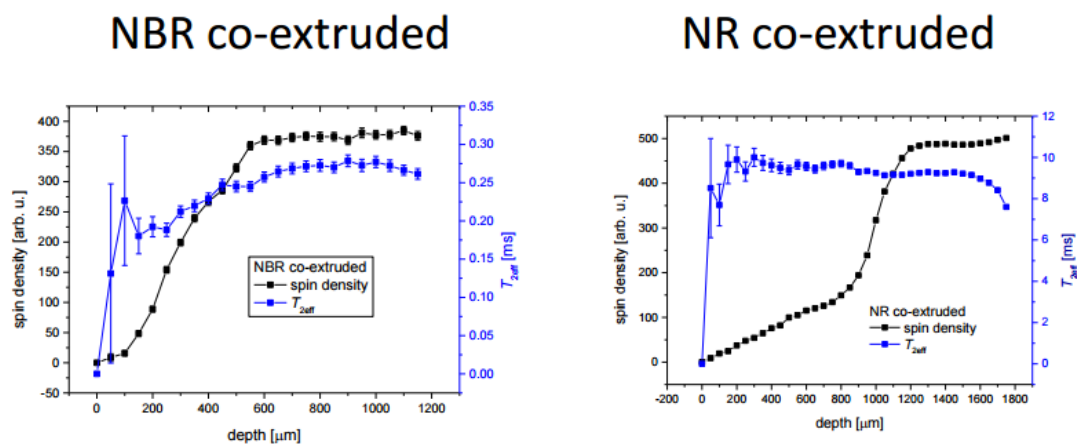 NBR co-extruded
NR co-extruded
spin density [arb. u.]
400
350
300
250
200
150
100
50
0
-50
0.35
0.30
0.25
0.20
0.15
0.10
0.05
0.00
T2eff [ms]
NBR co-extruded
spin density
T2eff
0 200 400 600 800 1000 1200
depth [μm]
spin density [arb. u.]
500
400
300
200
100
0
12
10
8
6
4
2
0
T2eff [ms]
NR co-extruded
spin density
T2eff
-200 0 200 400 600 800 1000 1200 1400 1600 1800
depth [μm]